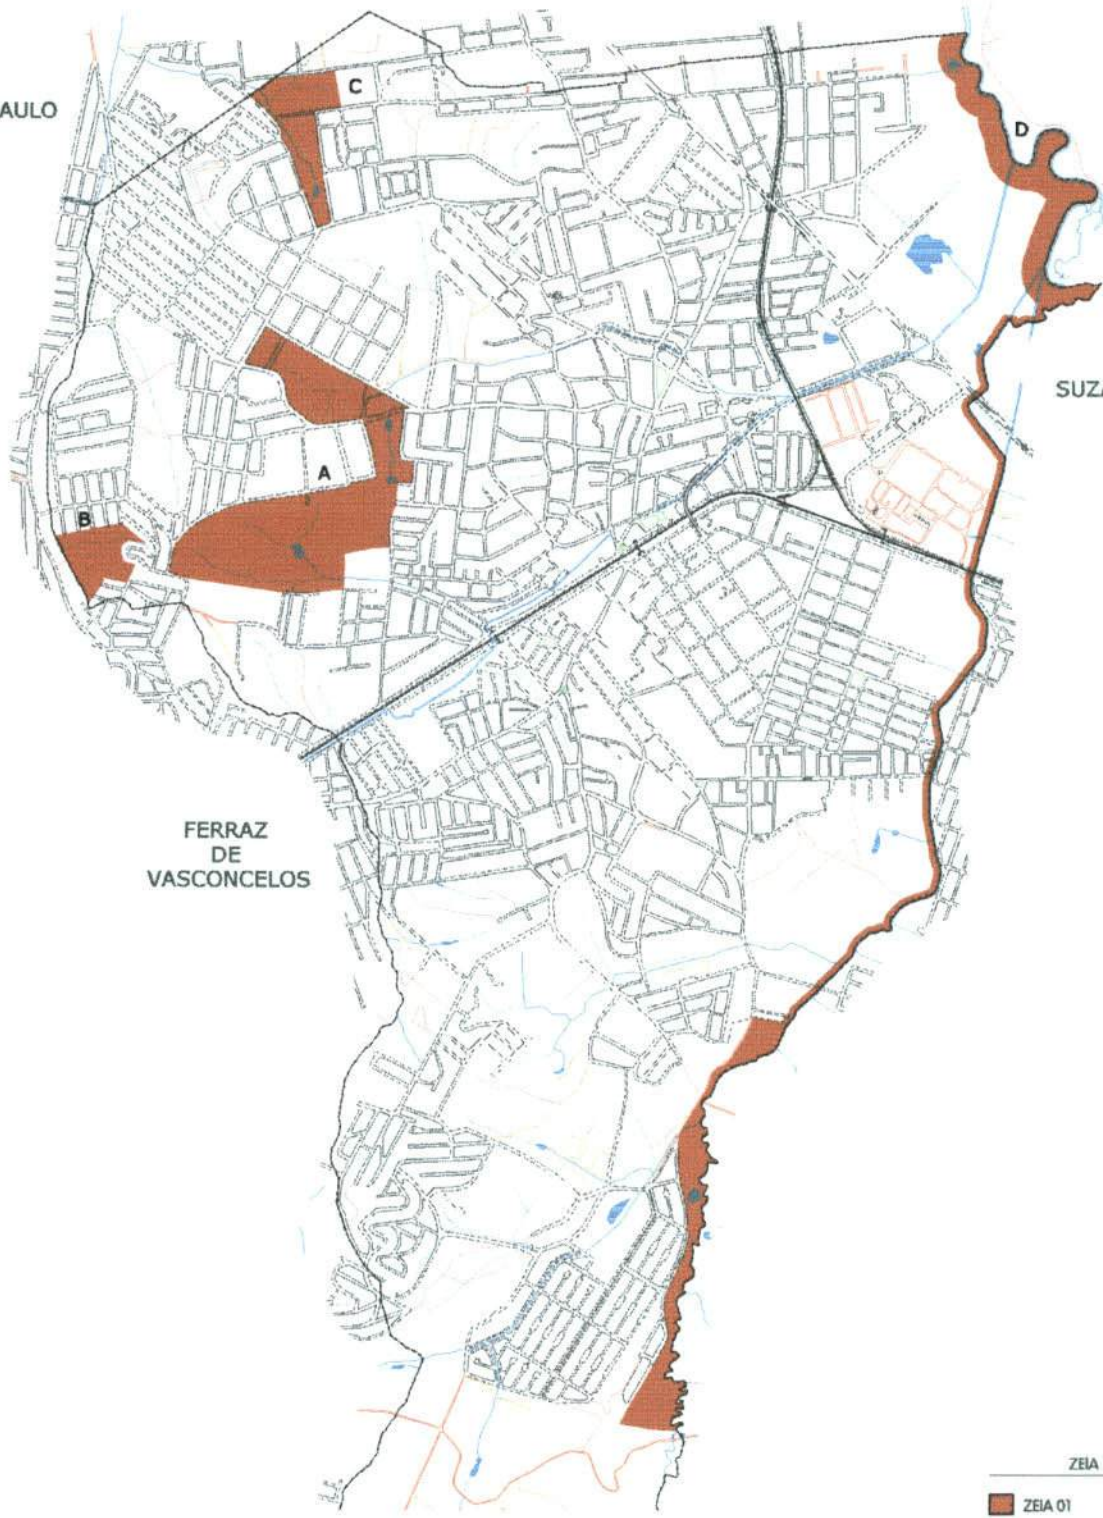 C
AULO
D
SUZA
A
B
FERRAZ
DE
VASCONCELOS
ZEIA
ZEIA 01